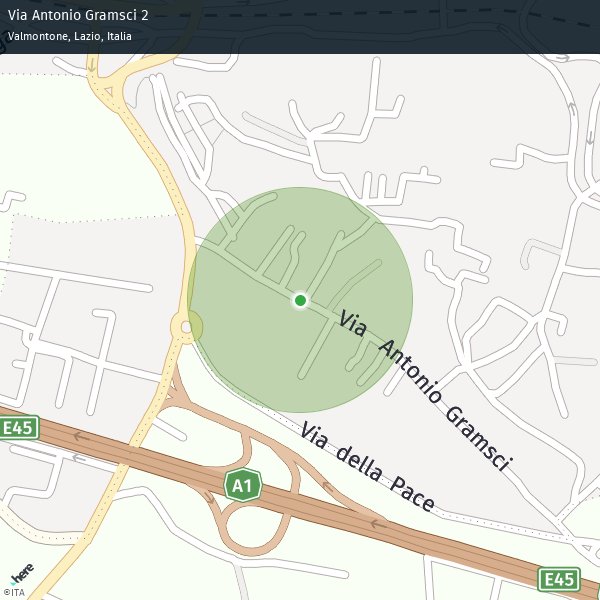 Via Antonio Gramsci 2
Valmontone, Lazio, Italia
Via Antonio Gramsci
Via della Pace
E45
A1
E45
here
©ITA